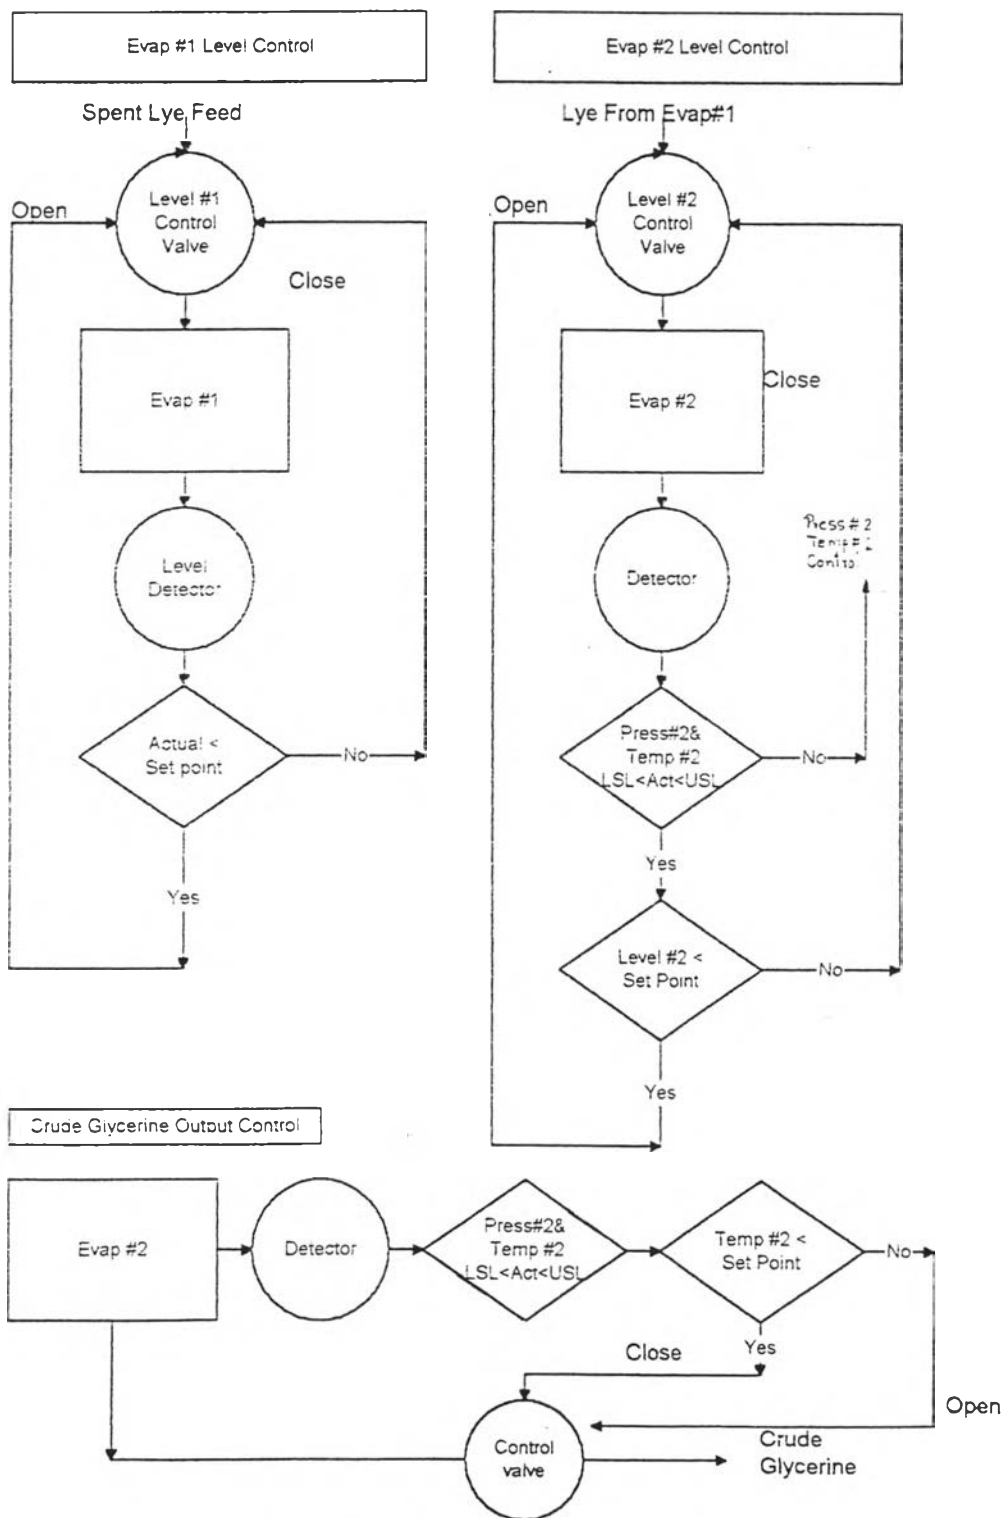 Evap #1 Level Control
Spent Lye Feed
Open
Level #1
Control
Valve
Close
Evap #1
Level
Detector
Actual <
Set point
No
Yes
Evap #2 Level Control
Lye From Evap#1
Open
Level #2
Control
Valve
Close
Evap #2
Press #2
Temp #2
Control
Detector
Press#2&
Temp #2
LSL<Act<USL
No
Yes
Level #2 <
Set Point
No
Yes
Crude Glycerine Output Control
Evap #2
Detector
Press#2&
Temp #2
LSL<Act<USL
Temp #2 <
Set Point
No
Yes
Close
Open
Control
valve
Crude
Glycerine